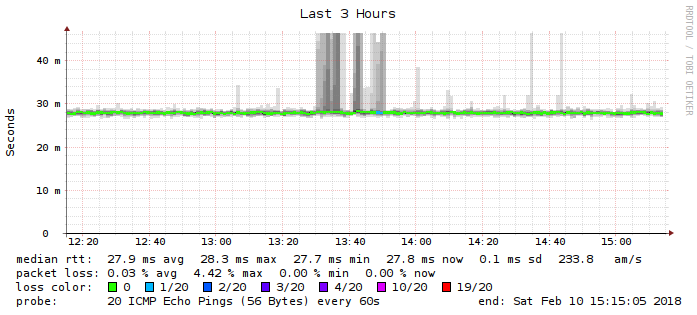 Last 3 Hours
RRDTOOL / TOBI OETIKER
Seconds
40 m
30 m
20 m
10 m
0
12:20 12:40 13:00 13:20 13:40 14:00 14:20 14:40 15:00
median rtt: 27.9 ms avg 28.3 ms max 27.7 ms min 27.8 ms now 0.1 ms sd 233.8 am/s
packet loss: 0.03 % avg 4.42 % max 0.00 % min 0.00 % now
loss color: 0 1/20 2/20 3/20 4/20 10/20 19/20
probe: 20 ICMP Echo Pings (56 Bytes) every 60s end: Sat Feb 10 15:15:05 2018